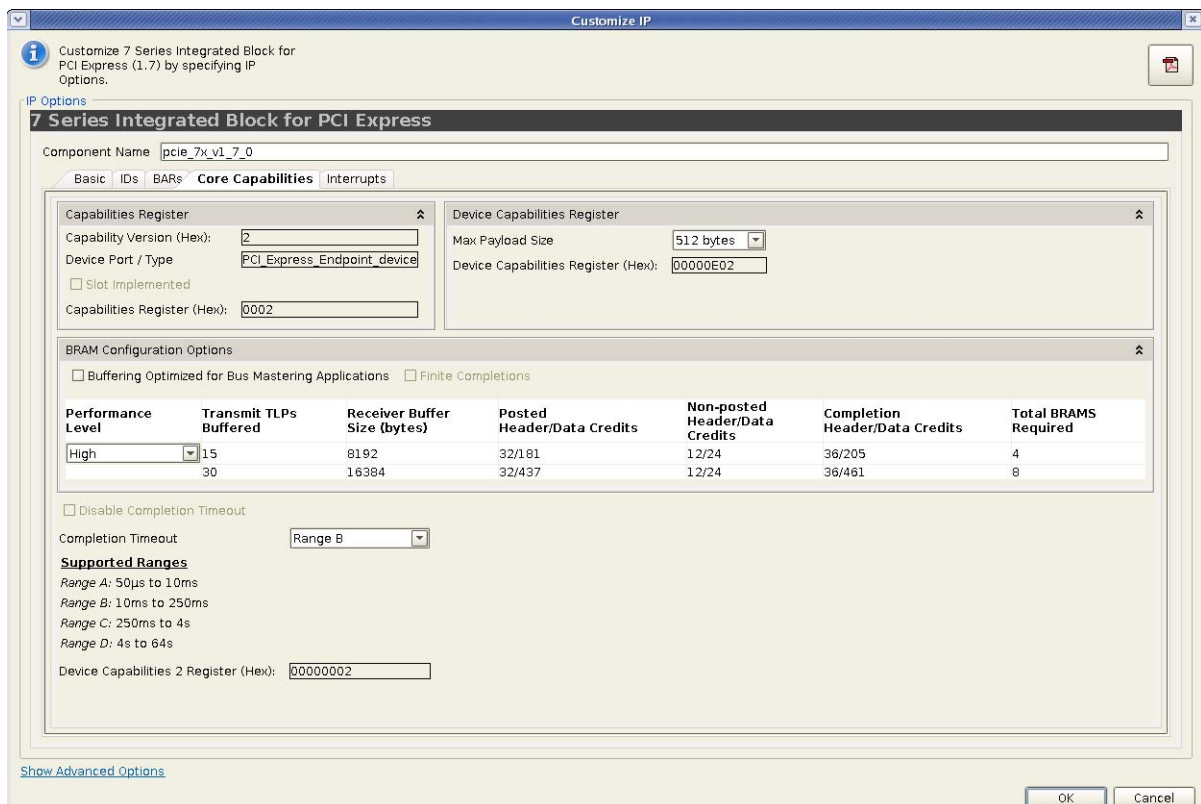 Customize IP
Customize 7 Series Integrated Block for
PCI Express (1.7) by specifying IP
Options.
IP Options
7 Series Integrated Block for PCI Express
Component Name pcie_7x_v1_7_0
Basic IDs BARs Core Capabilities Interrupts
Capabilities Register
Capability Version (Hex): 2
Device Port / Type PCI_Express_Endpoint_device
Slot Implemented
Capabilities Register (Hex): 0002
Device Capabilities Register
Max Payload Size 512 bytes
Device Capabilities Register (Hex): 00000E02
BRAM Configuration Options
Buffering Optimized for Bus Mastering Applications Finite Completions
Performance Level Transmit TLPs Buffered Receiver Buffer Size (bytes) Posted Header/Data Credits Non-posted Header/Data Credits Completion Header/Data Credits Total BRAMS Required
High 15 8192 32/181 12/24 36/205 4
30 16384 32/437 12/24 36/461 8
Disable Completion Timeout
Completion Timeout Range B
Supported Ranges
Range A: 50µs to 10ms
Range B: 10ms to 250ms
Range C: 250ms to 4s
Range D: 4s to 64s
Device Capabilities 2 Register (Hex): 00000002
Show Advanced Options
OK Cancel